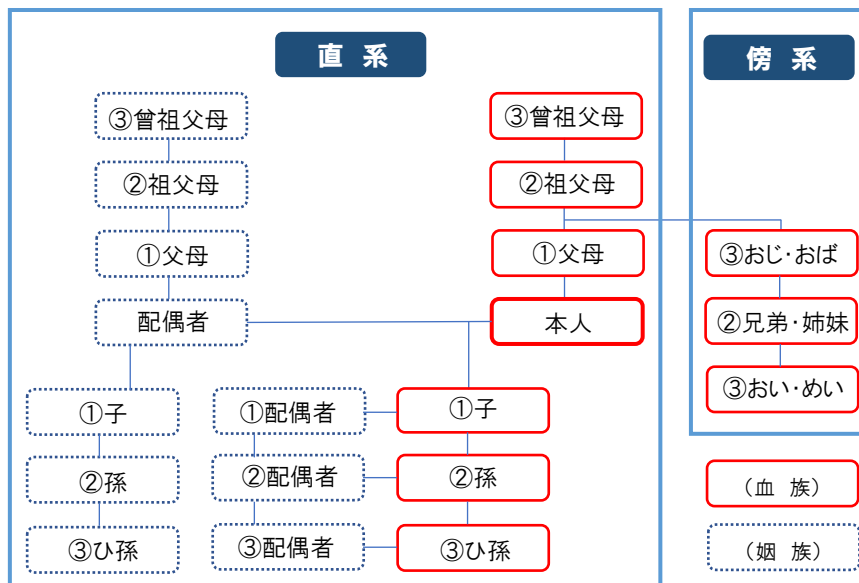 直 系
傍 系
③曾祖父母
③曾祖父母
②祖父母
②祖父母
①父母
①父母
③おじ・おば
配偶者
本人
②兄弟・姉妹
③おい・めい
①子
①配偶者
①子
②孫
②配偶者
②孫
(血 族)
③ひ孫
③配偶者
③ひ孫
(姻 族)